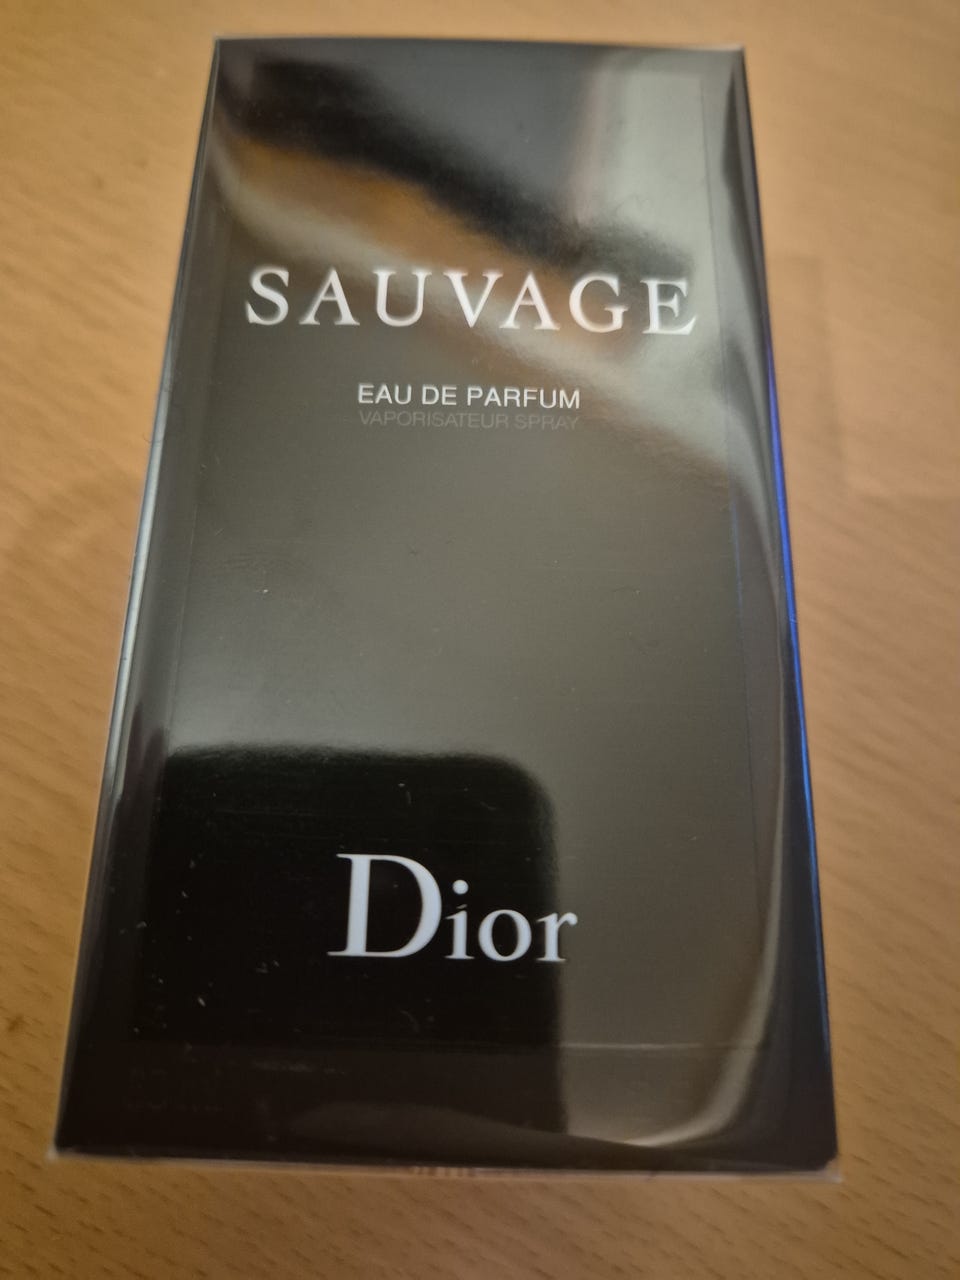 SAUVAGE
EAU DE PARFUM
VAPORISATEUR SPRAY
Dior